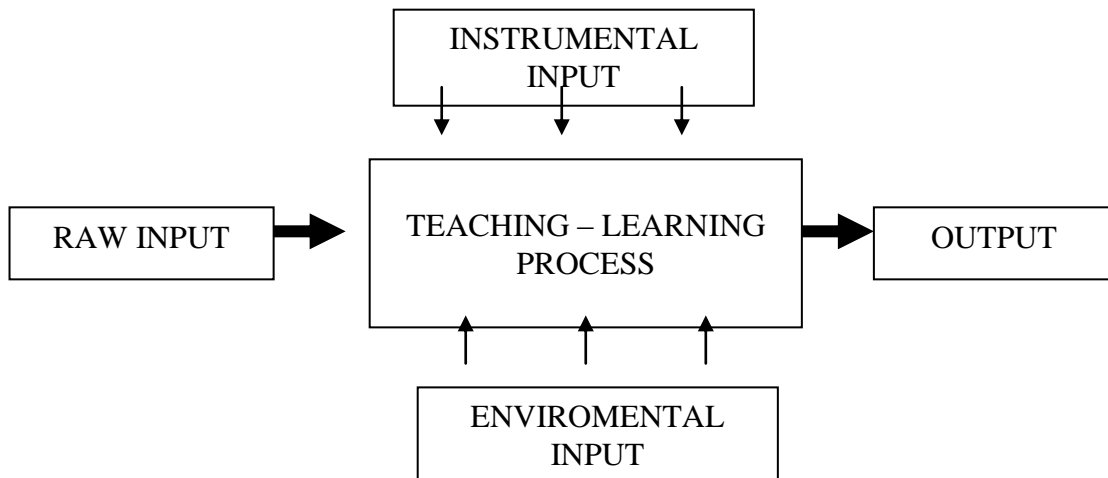 INSTRUMENTAL
INPUT
RAW INPUT
TEACHING – LEARNING
PROCESS
OUTPUT
ENVIROMENTAL
INPUT